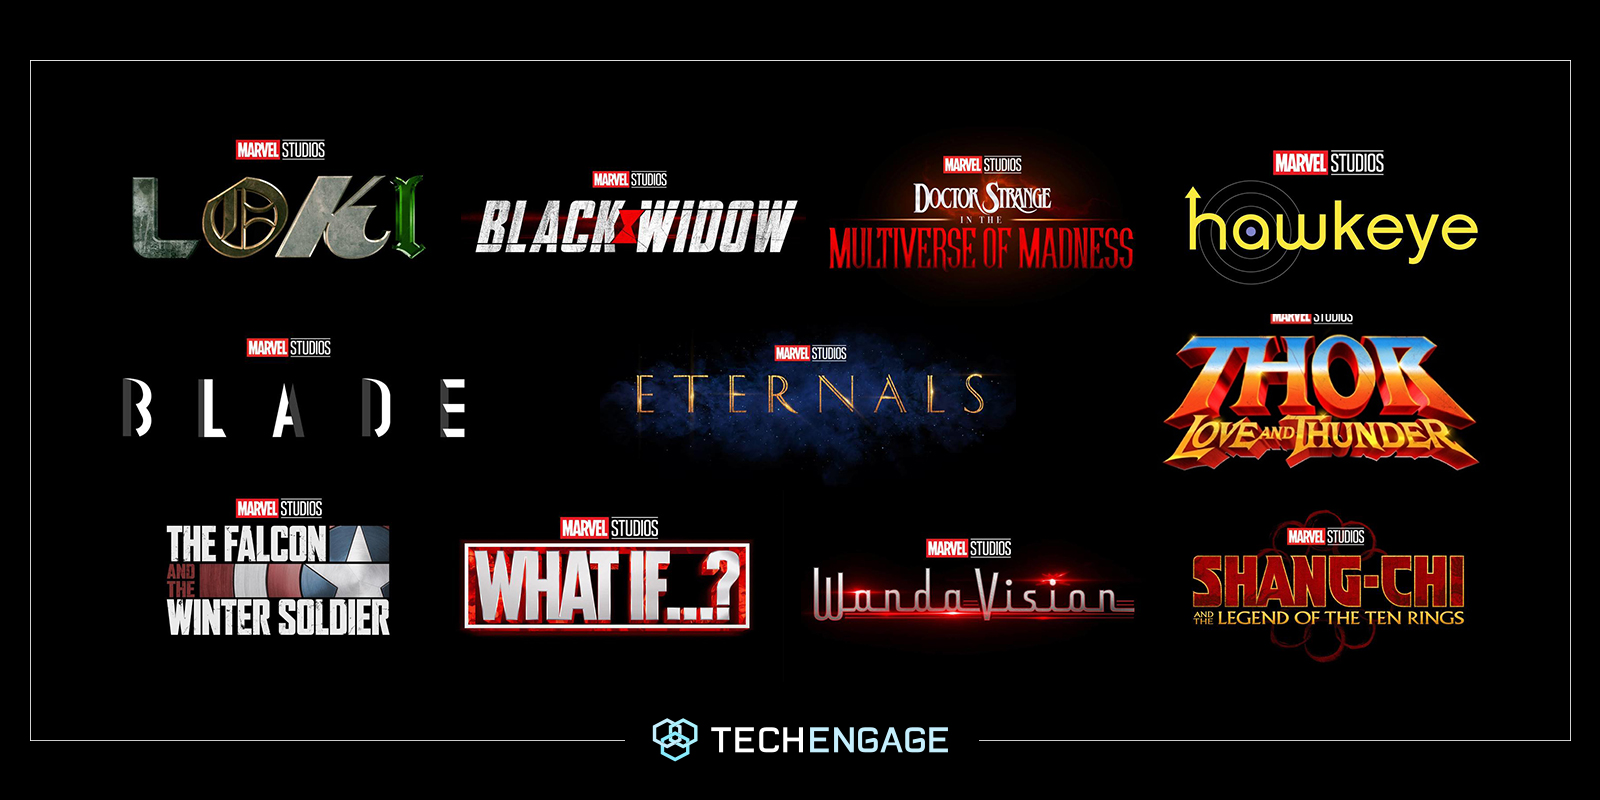 MARVEL STUDIOS
LOKI
MARVEL STUDIOS
BLACK WIDOW
MARVEL STUDIOS
DOCTOR STRANGE
IN THE
MULTIVERSE OF MADNESS
MARVEL STUDIOS
hawkeye
MARVEL STUDIOS
BLADE
MARVEL STUDIOS
ETERNALS
MARVEL STUDIOS
THOR
LOVE AND THUNDER
MARVEL STUDIOS
THE FALCON
AND
THE
WINTER SOLDIER
MARVEL STUDIOS
WHAT IF...?
MARVEL STUDIOS
WandaVision
MARVEL STUDIOS
SHANG-CHI
AND THE LEGEND OF THE TEN RINGS
TECHENGAGE